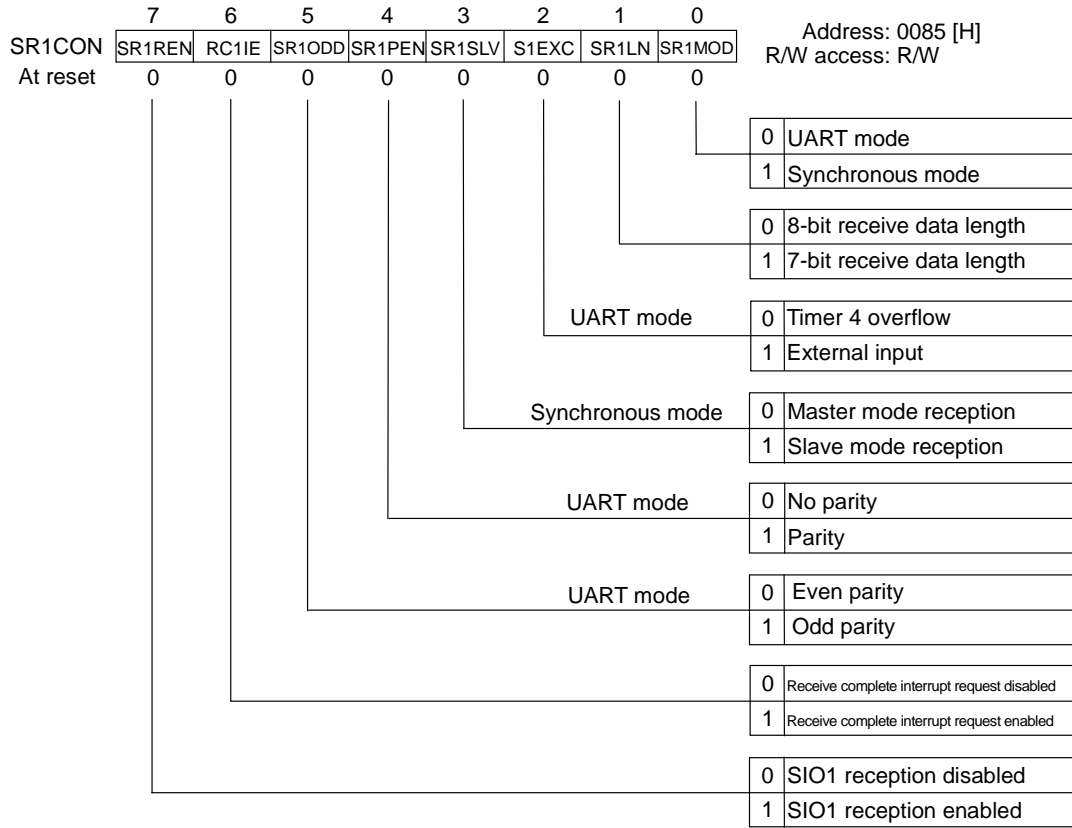 7 6 5 4 3 2 1 0
Address: 0085 [H]
SR1CON SR1REN RC1IE SR1ODD SR1PEN SR1SLV S1EXC SR1LN SR1MOD
R/W access: R/W
At reset 0 0 0 0 0 0 0 0
0 UART mode
1 Synchronous mode
0 8-bit receive data length
1 7-bit receive data length
UART mode 0 Timer 4 overflow
1 External input
Synchronous mode 0 Master mode reception
1 Slave mode reception
UART mode 0 No parity
1 Parity
UART mode 0 Even parity
1 Odd parity
0 Receive complete interrupt request disabled
1 Receive complete interrupt request enabled
0 SIO1 reception disabled
1 SIO1 reception enabled